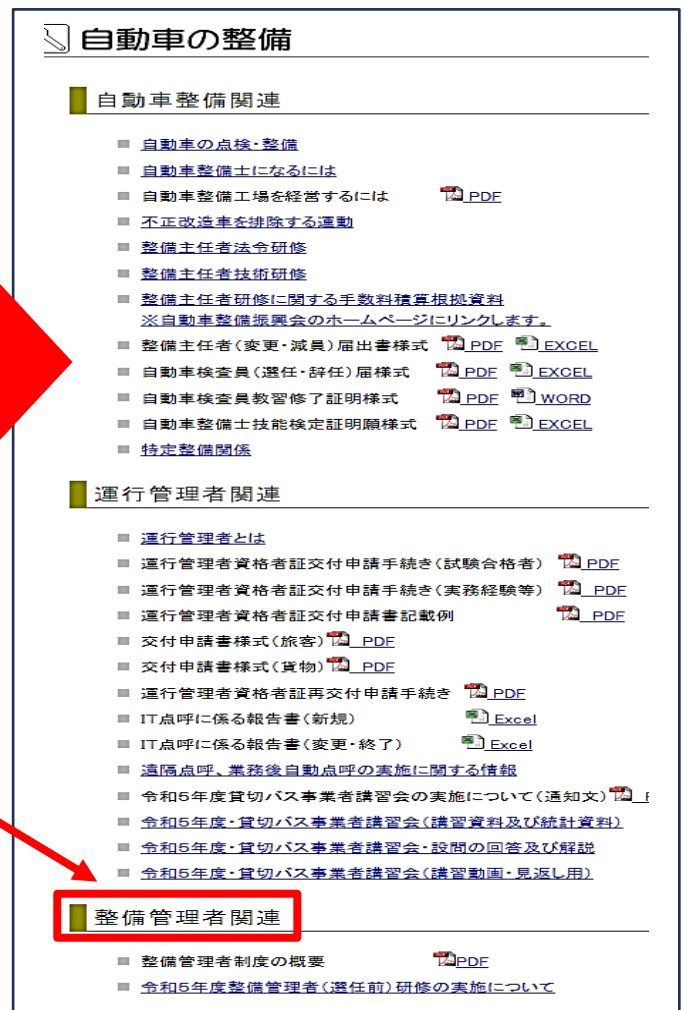 自動車の整備
自動車整備関連
自動車の点検・整備
自動車整備士になるには
自動車整備工場を経営するには PDF
不正改造車を排除する運動
整備主任者法令研修
整備主任者技術研修
整備主任者研修に関する手数料積算根拠資料
※自動車整備振興会のホームページにリンクします。
整備主任者(変更・減員)届出書様式 PDF EXCEL
自動車検査員(選任・辞任)届様式 PDF EXCEL
自動車検査員教習修了証明様式 PDF WORD
自動車整備士技能検定証明願様式 PDF EXCEL
特定整備関係
運行管理者関連
運行管理者とは
運行管理者資格者証交付申請手続き(試験合格者) PDF
運行管理者資格者証交付申請手続き(実務経験等) PDF
運行管理者資格者証交付申請書記載例 PDF
交付申請書様式(旅客) PDF
交付申請書様式(貨物) PDF
運行管理者資格者証再交付申請手続き PDF
IT点呼に係る報告書(新規) Excel
IT点呼に係る報告書(変更・終了) Excel
遠隔点呼、業務後自動点呼の実施に関する情報
令和5年度貸切バス事業者講習会の実施について(通知文)
令和5年度・貸切バス事業者講習会(講習資料及び統計資料)
令和5年度・貸切バス事業者講習会・設問の回答及び解説
令和5年度・貸切バス事業者講習会(講習動画・見返し用)
整備管理者関連
整備管理者制度の概要 PDF
令和5年度整備管理者(選任前)研修の実施について